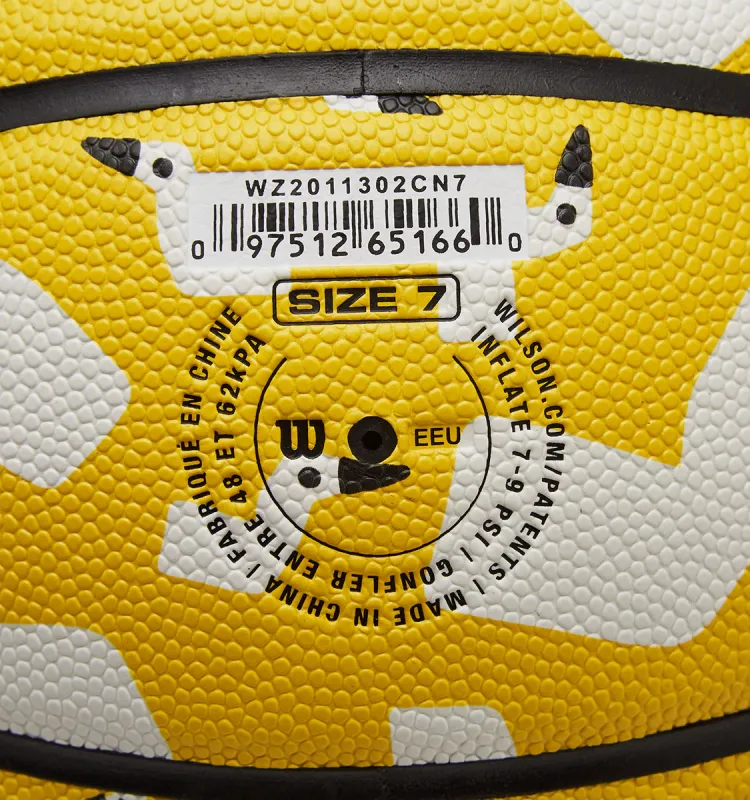 WZ2011302CN7
0 97512 65166 0
SIZE 7
WILSON.COM/PATENTS | MADE IN CHINA | FABRIQUÉ EN CHINE
INFLATE 7-9 PSI | GONFLER ENTRE 48 ET 62kPA
W EEU